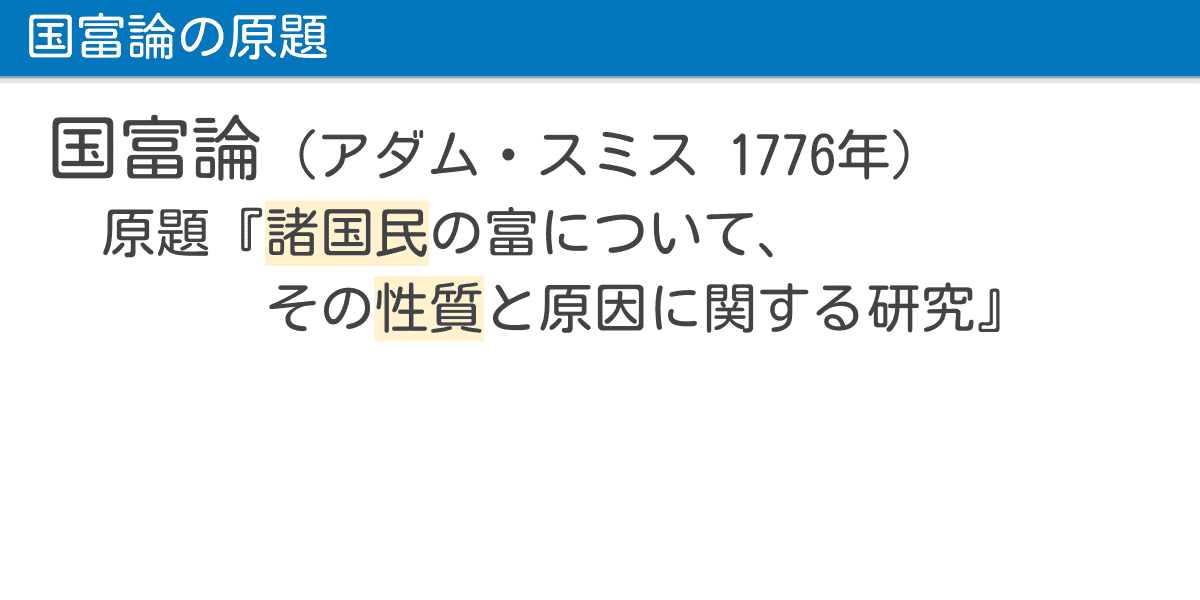 国富論の原題
国富論（アダム・スミス 1776年）
原題『諸国民の富について、
その性質と原因に関する研究』